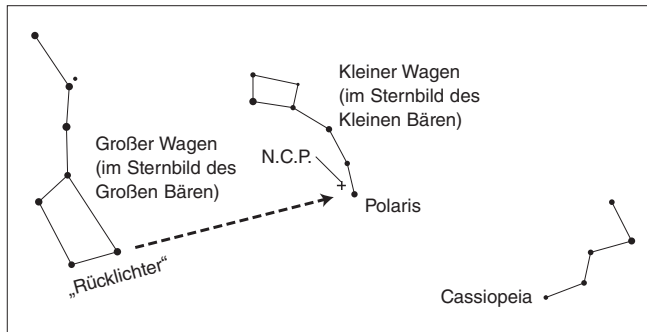 Großer Wagen
(im Sternbild des
Großen Bären)
„Rücklichter“
Kleiner Wagen
(im Sternbild des
Kleinen Bären)
N.C.P.
Polaris
Cassiopeia